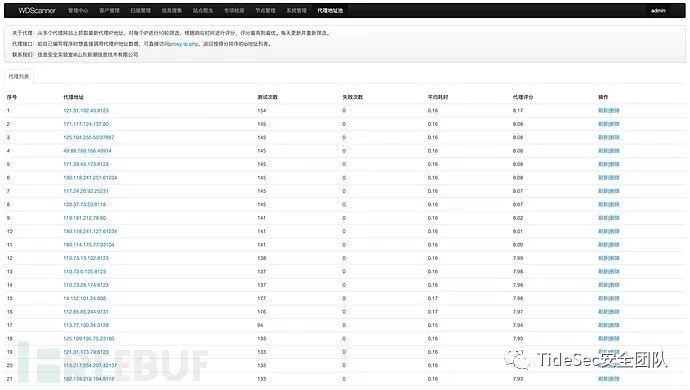 WDScanner 管理中心 客户管理 扫描管理 信息搜集 站点爬虫 专项检测 节点管理 系统管理 代理地址池 admin
关于代理: 从多个代理网站上抓取最新代理IP地址，对每个IP进行10轮筛选，根据响应时间进行评分，评分最高到最优。每天更新并重新筛选。
代理接口: 如自己编写程序时想直接调用代理IP地址数据，可直接访问proxy-ip.php，返回按得分排序的ip地址列表。
联系我们: 信息安全实验室@山东新潮信息技术有限公司
代理列表
序号 代理地址 测试次数 失败次数 平均耗时 代理评分 操作
1 121.31.102.43:8123 154 0 0.16 8.17 刷新|删除
2 171.117.124.137:80 145 0 0.16 8.08 刷新|删除
3 125.104.255.50:37867 145 0 0.16 8.08 刷新|删除
4 49.88.168.166:48914 145 0 0.16 8.08 刷新|删除
5 171.39.45.173:8123 145 0 0.16 8.08 刷新|删除
6 180.118.241.251:61234 145 0 0.16 8.08 刷新|删除
7 117.24.20.92:25231 145 0 0.16 8.07 刷新|删除
8 120.37.73.53:8118 145 0 0.16 8.07 刷新|删除
9 119.181.212.78:80 141 0 0.16 8.02 刷新|删除
10 180.118.241.127:61234 141 0 0.16 8.01 刷新|删除
11 180.114.175.77:33104 141 0 0.16 8.00 刷新|删除
12 110.73.13.102:8123 138 0 0.16 7.99 刷新|删除
13 110.73.0.135:8123 137 0 0.16 7.98 刷新|删除
14 110.73.28.174:8123 137 0 0.16 7.98 刷新|删除
15 14.152.101.24:808 177 0 0.17 7.98 刷新|删除
16 112.85.85.244:9131 176 0 0.17 7.96 刷新|删除
17 113.77.100.34:3128 94 0 0.15 7.94 刷新|删除
18 125.109.195.75:25160 133 0 0.16 7.94 刷新|删除
19 121.31.173.79:8123 133 0 0.16 刷新|删除
20 115.217.254.207:42137 133 0 0.16 刷新|删除
21 182.139.219.104:8118 133 0 0.16 7.93 刷新|删除
TideSec安全团队